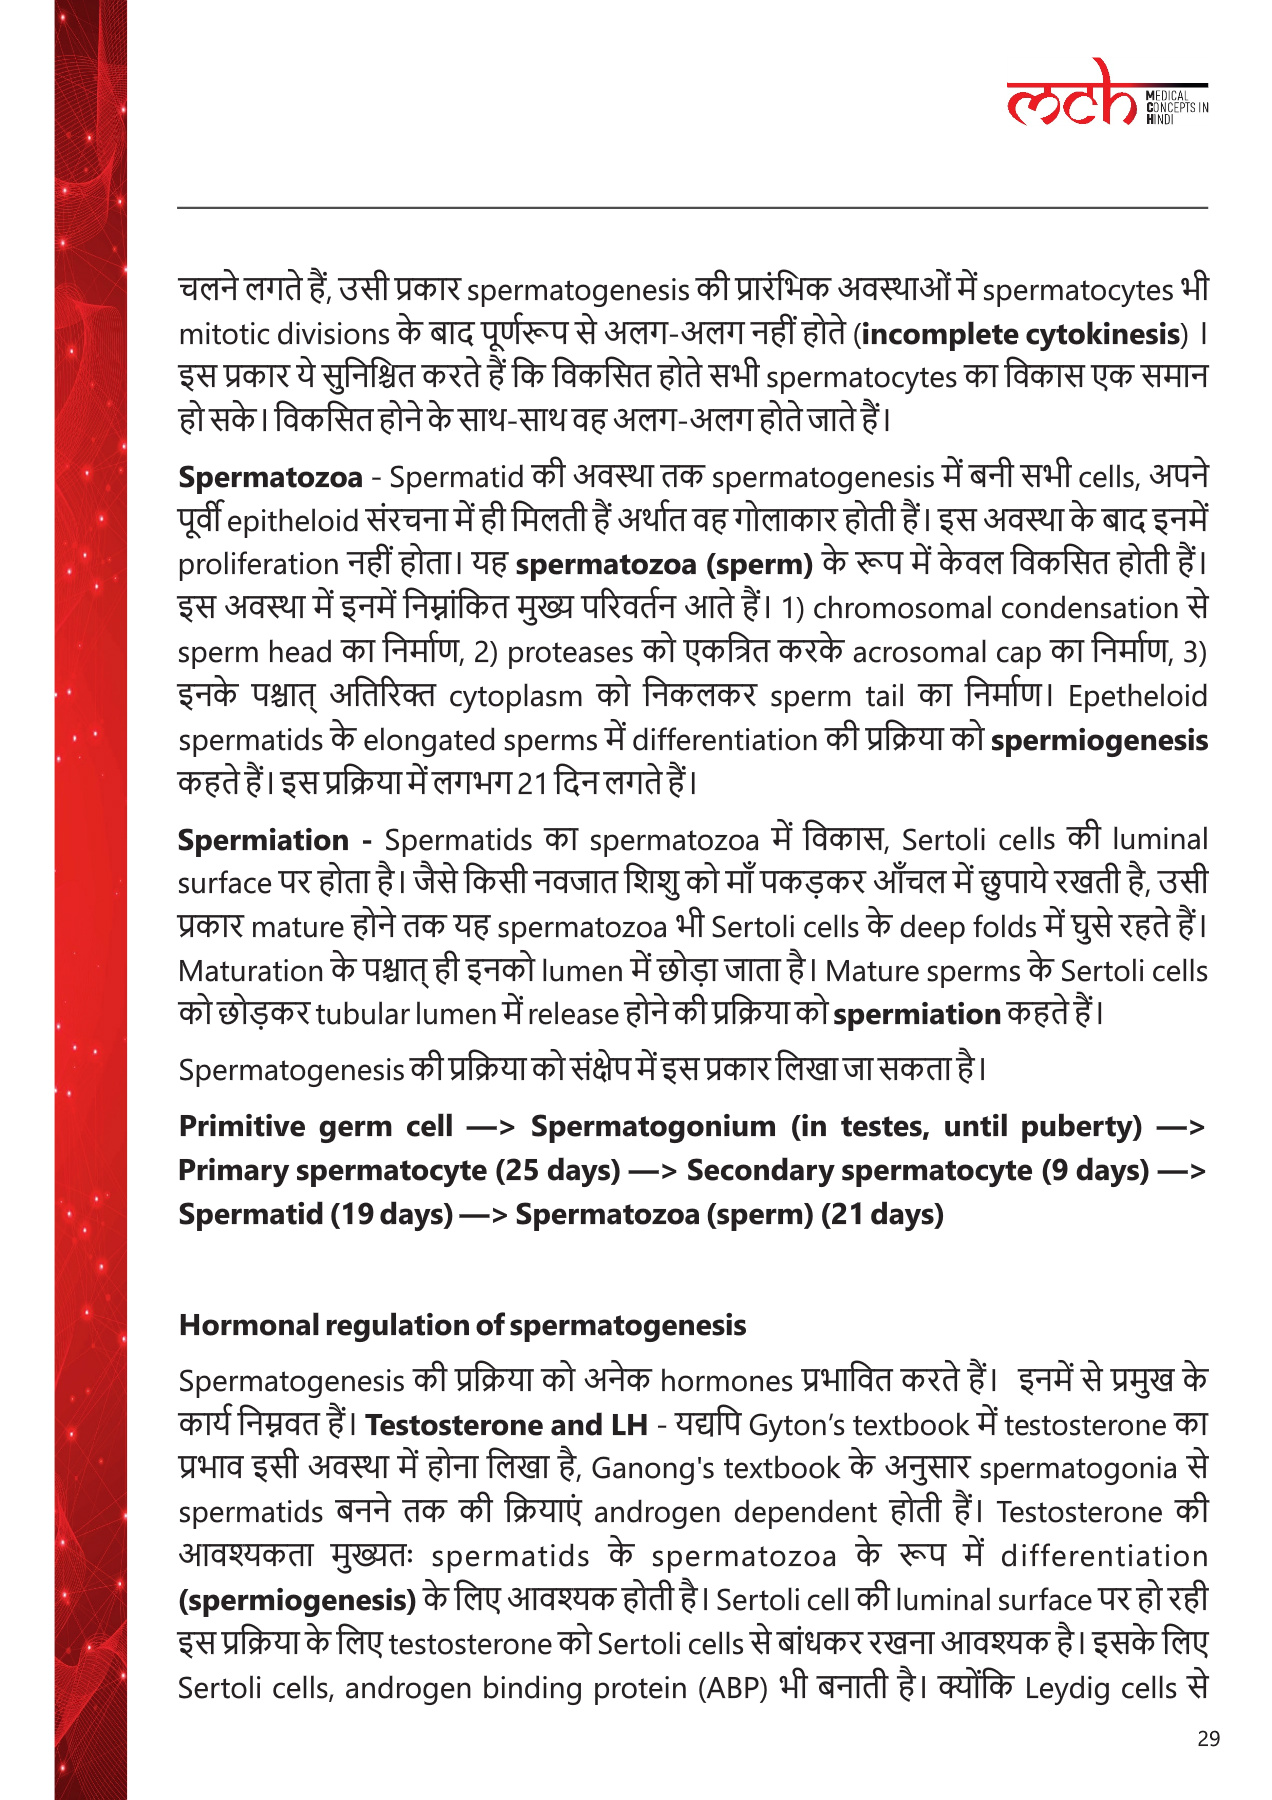 mch MEDICAL
CONCEPTS IN
HINDI
चलने लगते हैं, उसी प्रकार spermatogenesis की प्रारंभिक अवस्थाओं में spermatocytes भी
mitotic divisions के बाद पूर्णरूप से अलग-अलग नहीं होते (incomplete cytokinesis) ।
इस प्रकार ये सुनिश्चित करते हैं कि विकसित होते सभी spermatocytes का विकास एक समान
हो सके। विकसित होने के साथ-साथ वह अलग-अलग होते जाते हैं।
Spermatozoa - Spermatid की अवस्था तक spermatogenesis में बनी सभी cells, अपने
पूर्वी epitheloid संरचना में ही मिलती हैं अर्थात वह गोलाकार होती हैं। इस अवस्था के बाद इनमें
proliferation नहीं होता। यह spermatozoa (sperm) के रूप में केवल विकसित होती हैं।
इस अवस्था में इनमें निम्नांकित मुख्य परिवर्तन आते हैं। 1) chromosomal condensation से
sperm head का निर्माण, 2) proteases को एकत्रित करके acrosomal cap का निर्माण, 3)
इनके पश्चात् अतिरिक्त cytoplasm को निकलकर sperm tail का निर्माण। Epetheloid
spermatids के elongated sperms में differentiation की प्रक्रिया को spermiogenesis
कहते हैं। इस प्रक्रिया में लगभग 21 दिन लगते हैं।
Spermiation - Spermatids का spermatozoa में विकास, Sertoli cells की luminal
surface पर होता है। जैसे किसी नवजात शिशु को माँ पकड़कर आँचल में छुपाये रखती है, उसी
प्रकार mature होने तक यह spermatozoa भी Sertoli cells के deep folds में घुसे रहते हैं।
Maturation के पश्चात् ही इनको lumen में छोड़ा जाता है। Mature sperms के Sertoli cells
को छोड़कर tubular lumen में release होने की प्रक्रिया को spermiation कहते हैं।
Spermatogenesis की प्रक्रिया को संक्षेप में इस प्रकार लिखा जा सकता है।
Primitive germ cell —> Spermatogonium (in testes, until puberty) —>
Primary spermatocyte (25 days) —> Secondary spermatocyte (9 days) —>
Spermatid (19 days) —> Spermatozoa (sperm) (21 days)
Hormonal regulation of spermatogenesis
Spermatogenesis की प्रक्रिया को अनेक hormones प्रभावित करते हैं। इनमें से प्रमुख के
कार्य निम्नवत हैं। Testosterone and LH - यद्यपि Gyton’s textbook में testosterone का
प्रभाव इसी अवस्था में होना लिखा है, Ganong's textbook के अनुसार spermatogonia से
spermatids बनने तक की क्रियाएं androgen dependent होती हैं। Testosterone की
आवश्यकता मुख्यतः spermatids के spermatozoa के रूप में differentiation
(spermiogenesis) के लिए आवश्यक होती है। Sertoli cell की luminal surface पर हो रही
इस प्रक्रिया के लिए testosterone को Sertoli cells से बांधकर रखना आवश्यक है। इसके लिए
Sertoli cells, androgen binding protein (ABP) भी बनाती है। क्योंकि Leydig cells से
29